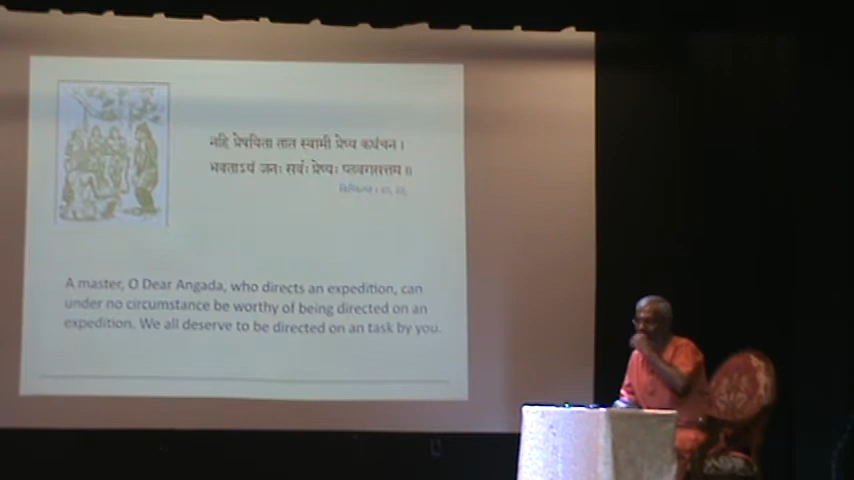 नहि प्रेषयिता तात स्वामी प्रेष्य कथंचन ।
भवताऽयं जनः सर्वः प्रेष्यः प्लवगसत्तम ॥
A master, O Dear Angada, who directs an expedition, can
under no circumstance be worthy of being directed on an
expedition. We all deserve to be directed on an task by you.